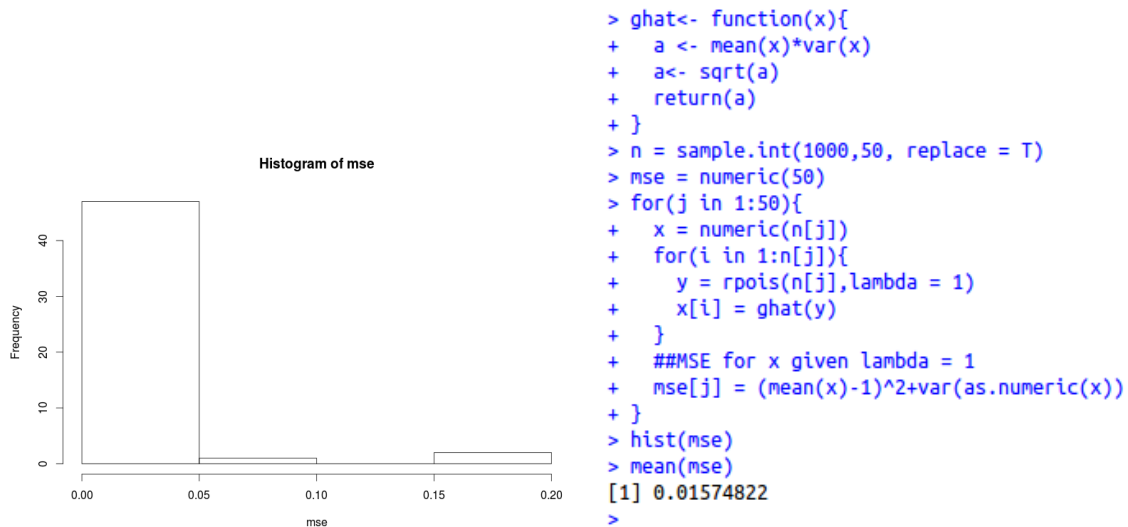 Histogram of mse
Frequency
0
10
20
30
40
0.00 0.05 0.10 0.15 0.20
mse
> ghat<- function(x){
+   a <- mean(x)*var(x)
+   a<- sqrt(a)
+   return(a)
+ }
> n = sample.int(1000,50, replace = T)
> mse = numeric(50)
> for(j in 1:50){
+   x = numeric(n[j])
+   for(i in 1:n[j]){
+     y = rpois(n[j],lambda = 1)
+     x[i] = ghat(y)
+   }
+   ##MSE for x given lambda = 1
+   mse[j] = (mean(x)-1)^2+var(as.numeric(x))
+ }
> hist(mse)
> mean(mse)
[1] 0.01574822
>